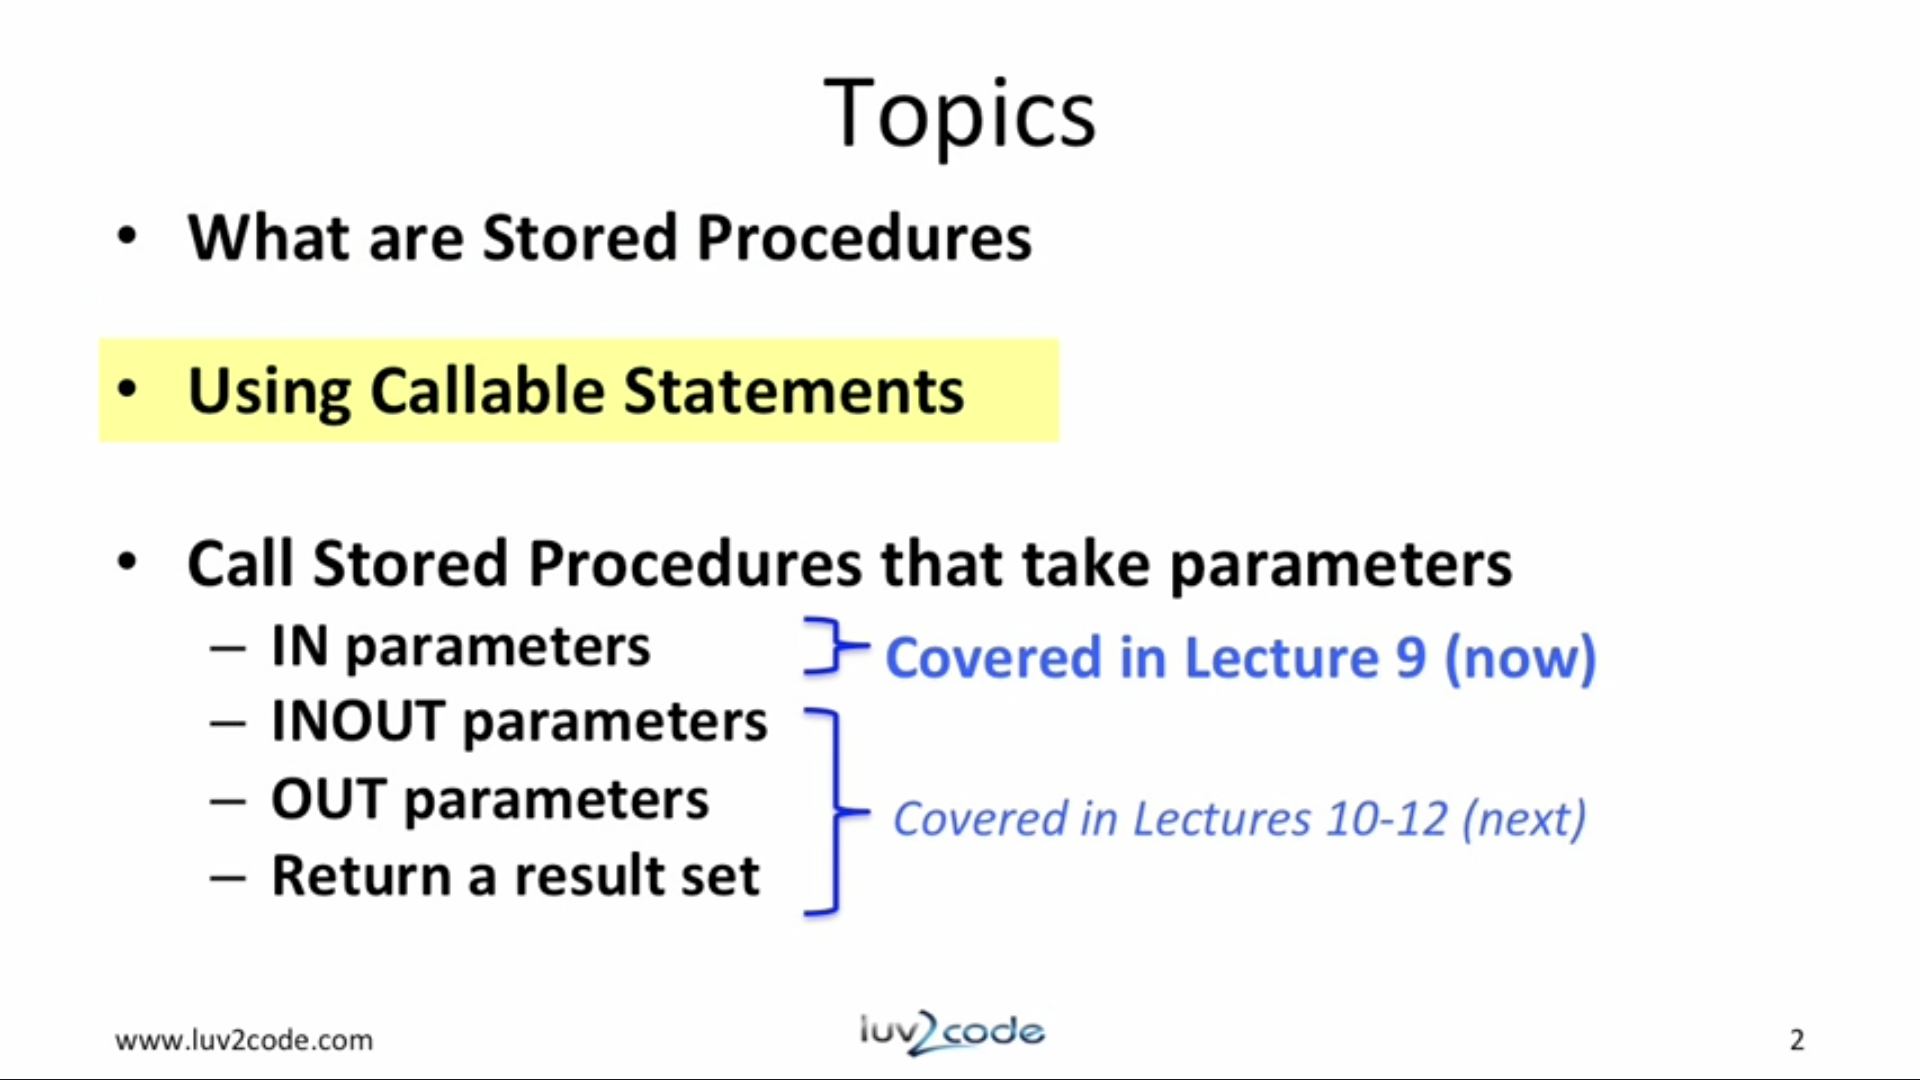 Topics
• What are Stored Procedures
• Using Callable Statements
• Call Stored Procedures that take parameters
– IN parameters
Covered in Lecture 9 (now)
– INOUT parameters
– OUT parameters
Covered in Lectures 10-12 (next)
– Return a result set
www.luv2code.com
luv2code
2